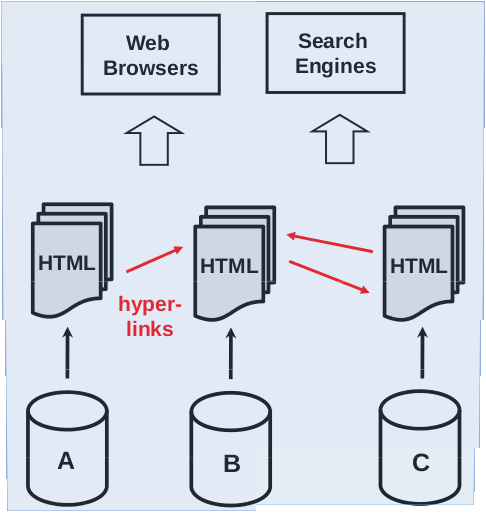 Web
Browsers
Search
Engines
HTML
HTML
HTML
hyper-
links
A
B
C